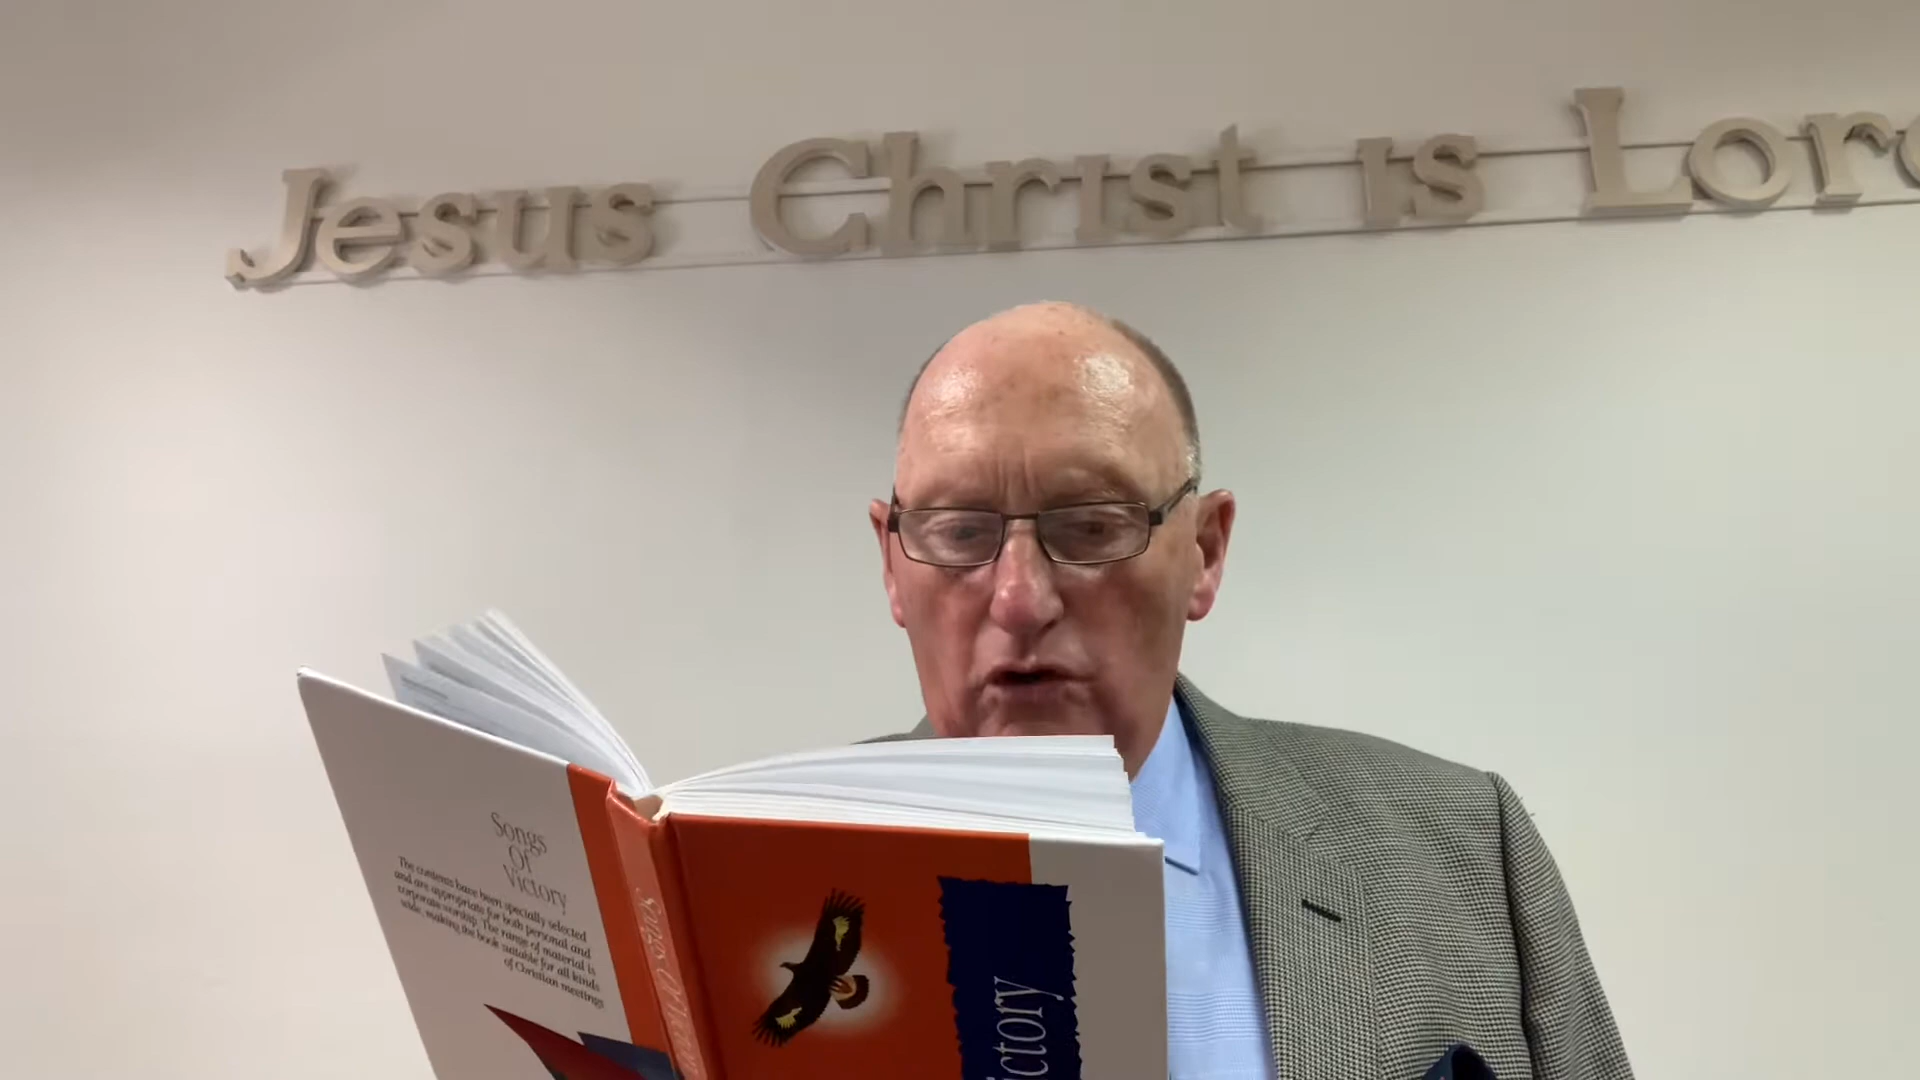 Jesus Christ is Lord
Songs
Of
Victory
The contents have been specially selected
and are appropriate for both personal and
corporate worship. The range of material is
wide, making the book suitable for all kinds
of Christian meetings.
Songs Of Victory
ictory